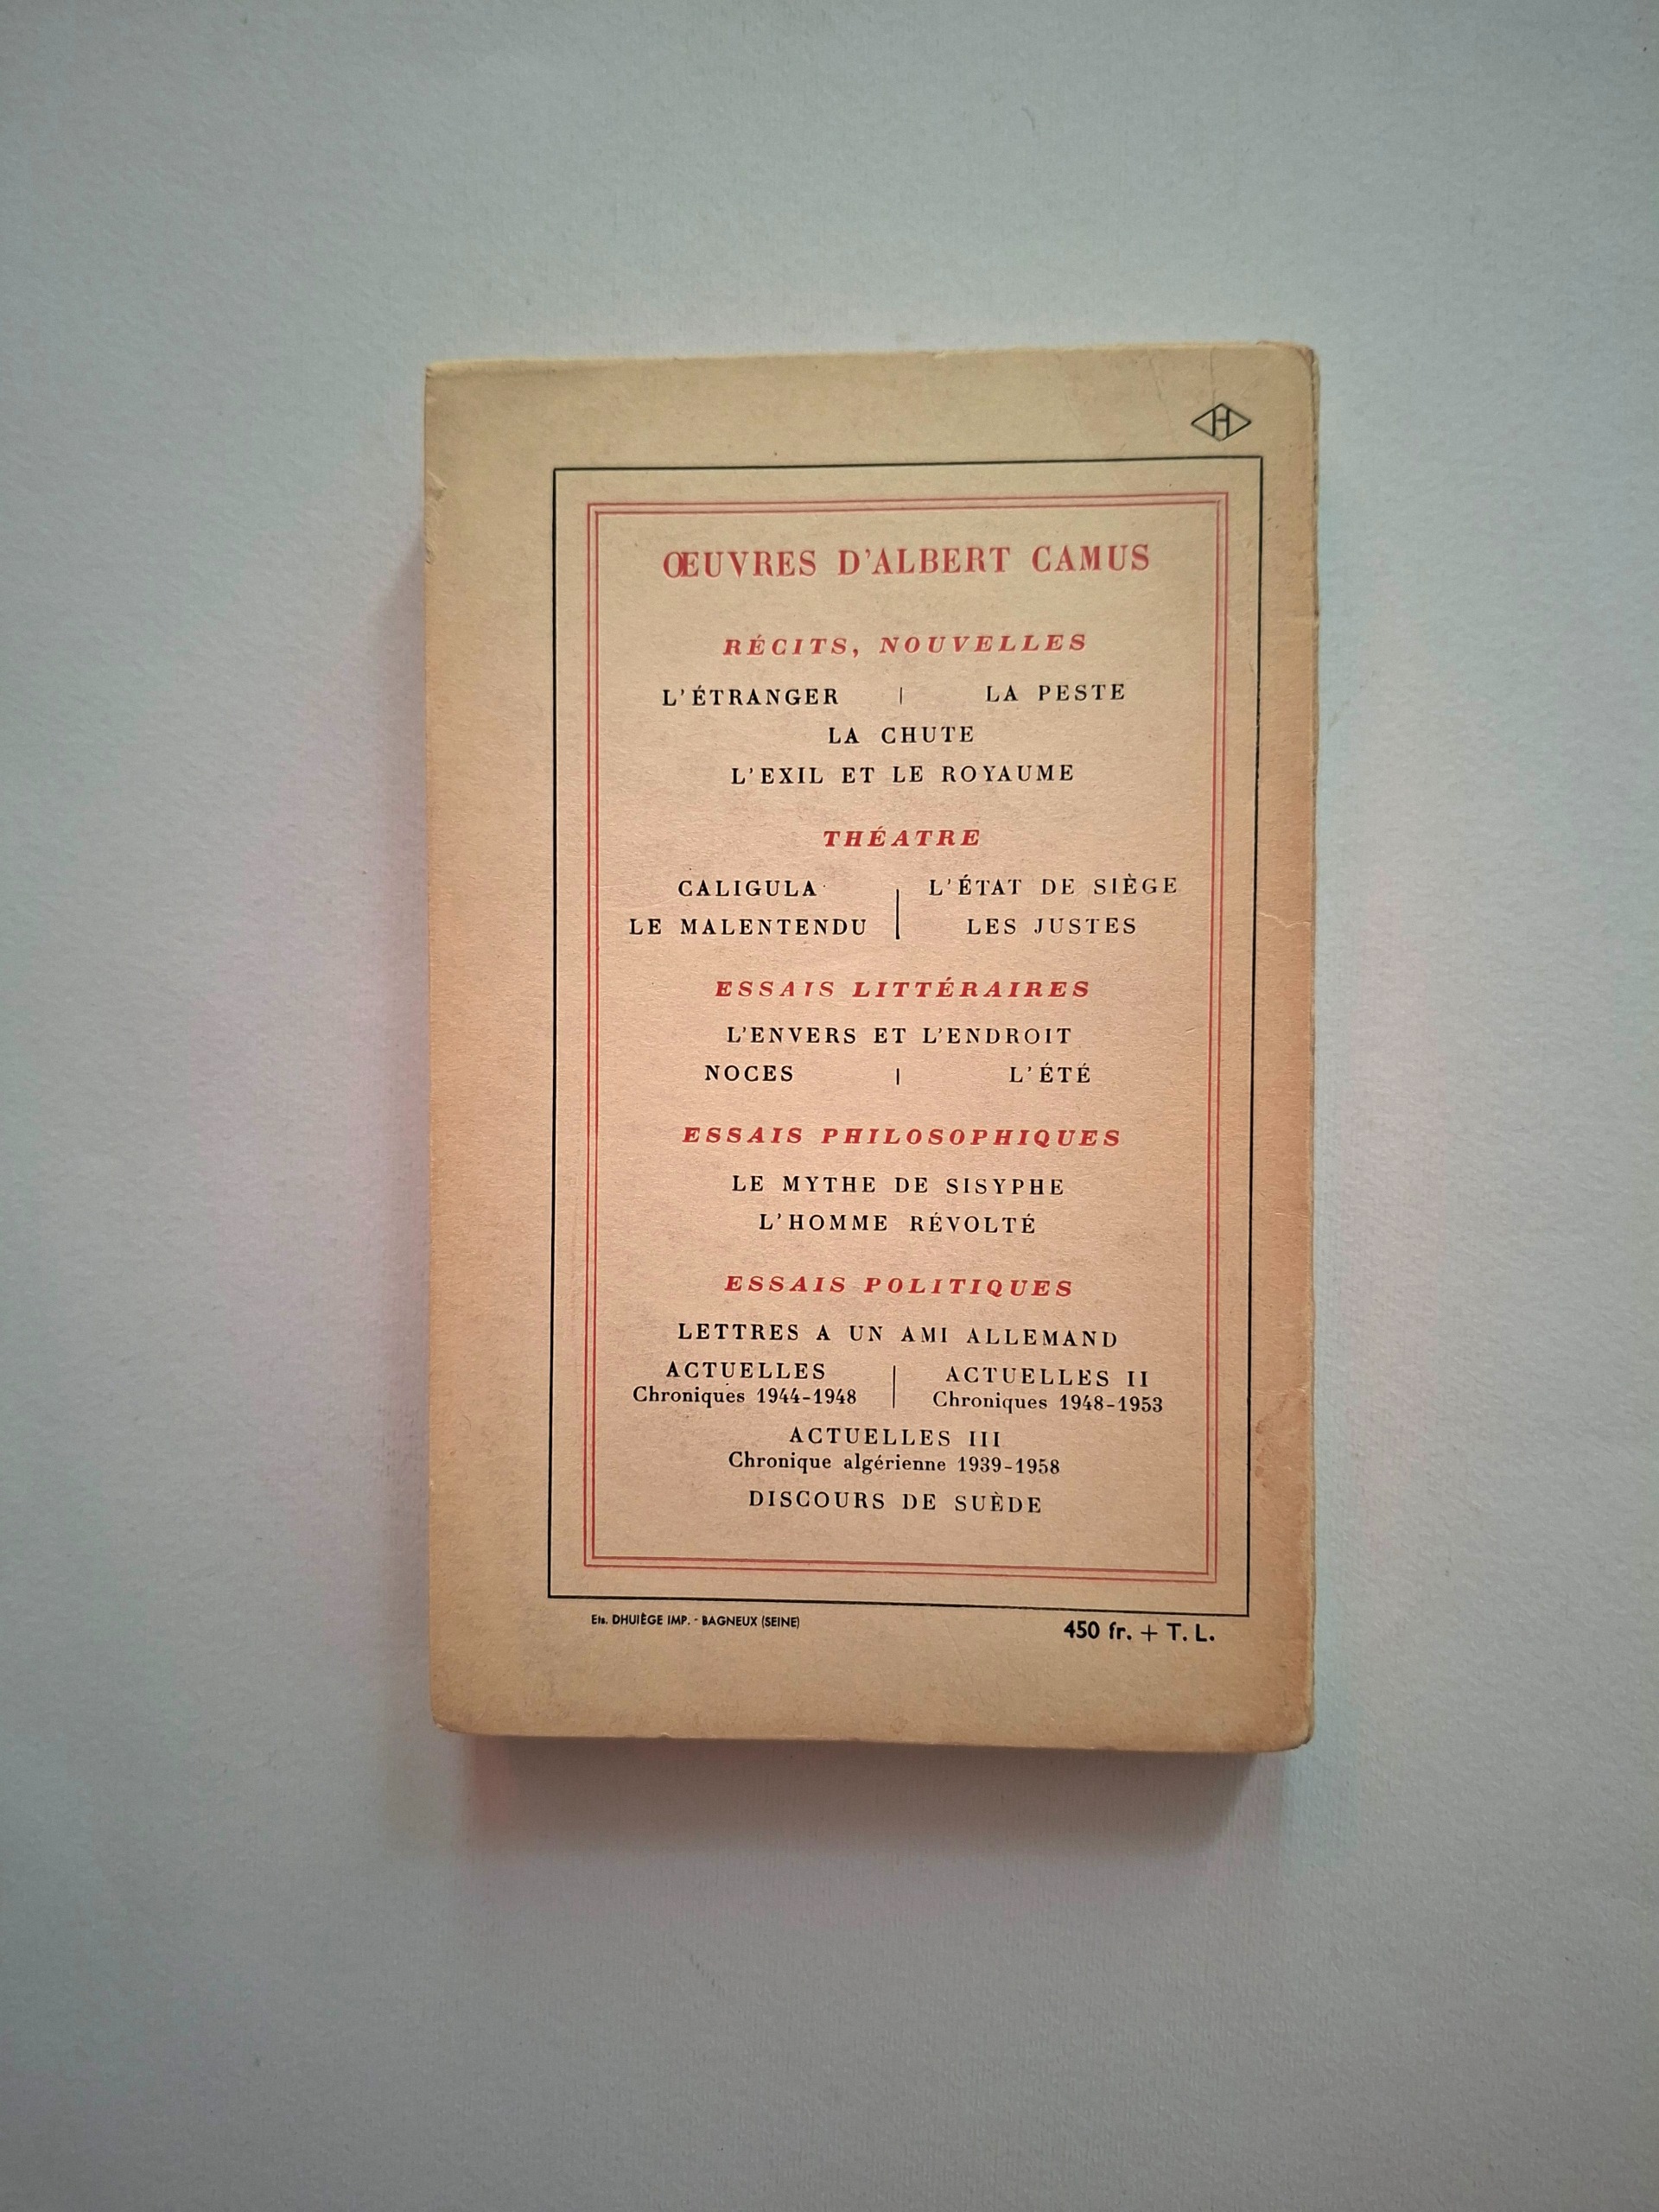 H
ŒUVRES D'ALBERT CAMUS
RÉCITS, NOUVELLES
L'ÉTRANGER | LA PESTE
LA CHUTE
L'EXIL ET LE ROYAUME
THÉATRE
CALIGULA | L'ÉTAT DE SIÈGE
LE MALENTENDU | LES JUSTES
ESSAIS LITTÉRAIRES
L'ENVERS ET L'ENDROIT
NOCES | L'ÉTÉ
ESSAIS PHILOSOPHIQUES
LE MYTHE DE SISYPHE
L'HOMME RÉVOLTÉ
ESSAIS POLITIQUES
LETTRES A UN AMI ALLEMAND
ACTUELLES | ACTUELLES II
Chroniques 1944-1948 | Chroniques 1948-1953
ACTUELLES III
Chronique algérienne 1939-1958
DISCOURS DE SUÈDE
Ets. DHUIÈGE IMP. - BAGNEUX (SEINE) 450 fr. + T. L.